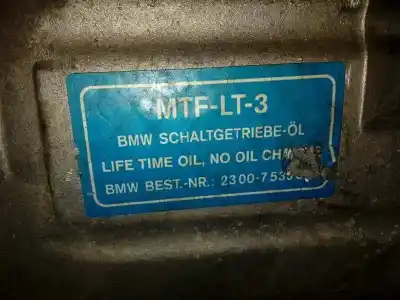 MTF-LT-3
BMW SCHALTGETRIEBE-ÖL
LIFE TIME OIL, NO OIL
BMW BEST.-NR.: 2300-7533